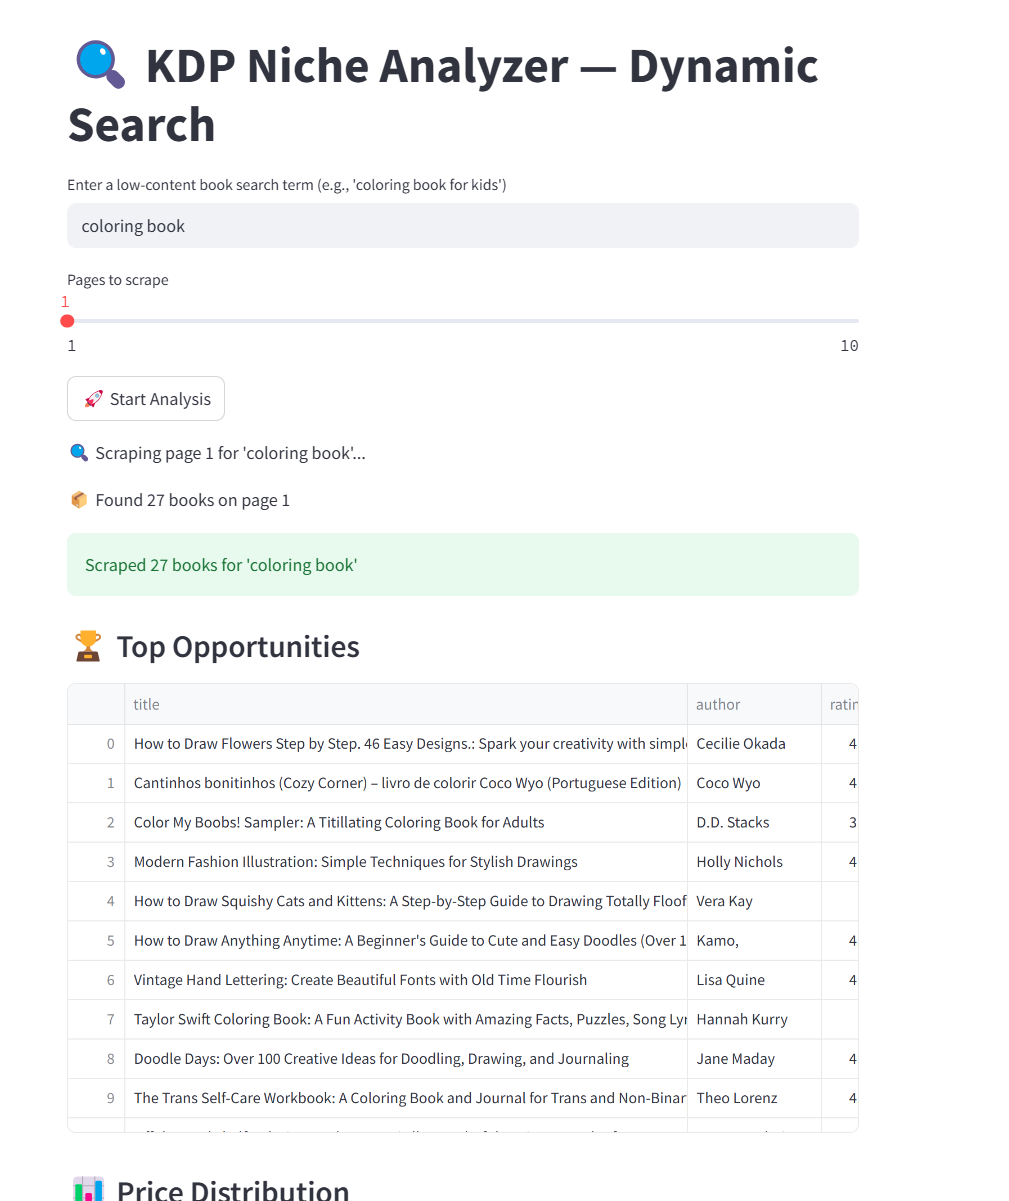 KDP Niche Analyzer — Dynamic
Search
Enter a low-content book search term (e.g., 'coloring book for kids')
coloring book
Pages to scrape
1
1 10
Start Analysis
Scraping page 1 for 'coloring book'...
Found 27 books on page 1
Scraped 27 books for 'coloring book'
Top Opportunities
title author ratin
0 How to Draw Flowers Step by Step. 46 Easy Designs.: Spark your creativity with simpl Cecilie Okada 4
1 Cantinhos bonitinhos (Cozy Corner) – livro de colorir Coco Wyo (Portuguese Edition) Coco Wyo 4
2 Color My Boobs! Sampler: A Titillating Coloring Book for Adults D.D. Stacks 3
3 Modern Fashion Illustration: Simple Techniques for Stylish Drawings Holly Nichols 4
4 How to Draw Squishy Cats and Kittens: A Step-by-Step Guide to Drawing Totally Floof Vera Kay
5 How to Draw Anything Anytime: A Beginner's Guide to Cute and Easy Doodles (Over 1 Kamo, 4
6 Vintage Hand Lettering: Create Beautiful Fonts with Old Time Flourish Lisa Quine 4
7 Taylor Swift Coloring Book: A Fun Activity Book with Amazing Facts, Puzzles, Song Lyr Hannah Kurry
8 Doodle Days: Over 100 Creative Ideas for Doodling, Drawing, and Journaling Jane Maday 4
9 The Trans Self-Care Workbook: A Coloring Book and Journal for Trans and Non-Binar Theo Lorenz 4
Price Distribution